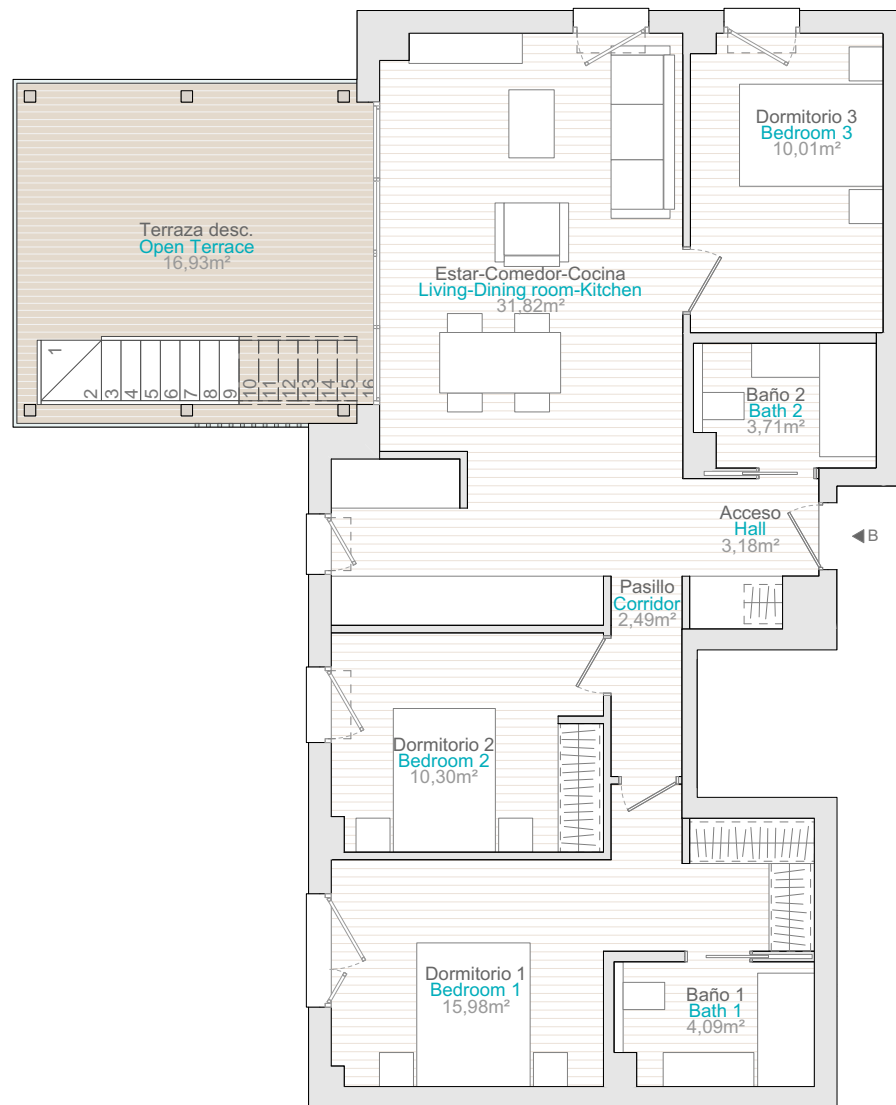 Dormitorio 3
Bedroom 3
10,01m²
Terraza desc.
Open Terrace
16,93m²
Estar-Comedor-Cocina
Living-Dining room-Kitchen
31,82m²
1
2
3
4
5
6
7
8
9
10
11
12
13
14
15
16
Baño 2
Bath 2
3,71m²
Acceso
Hall
3,18m²
B
Pasillo
Corridor
2,49m²
Dormitorio 2
Bedroom 2
10,30m²
Dormitorio 1
Bedroom 1
15,98m²
Baño 1
Bath 1
4,09m²